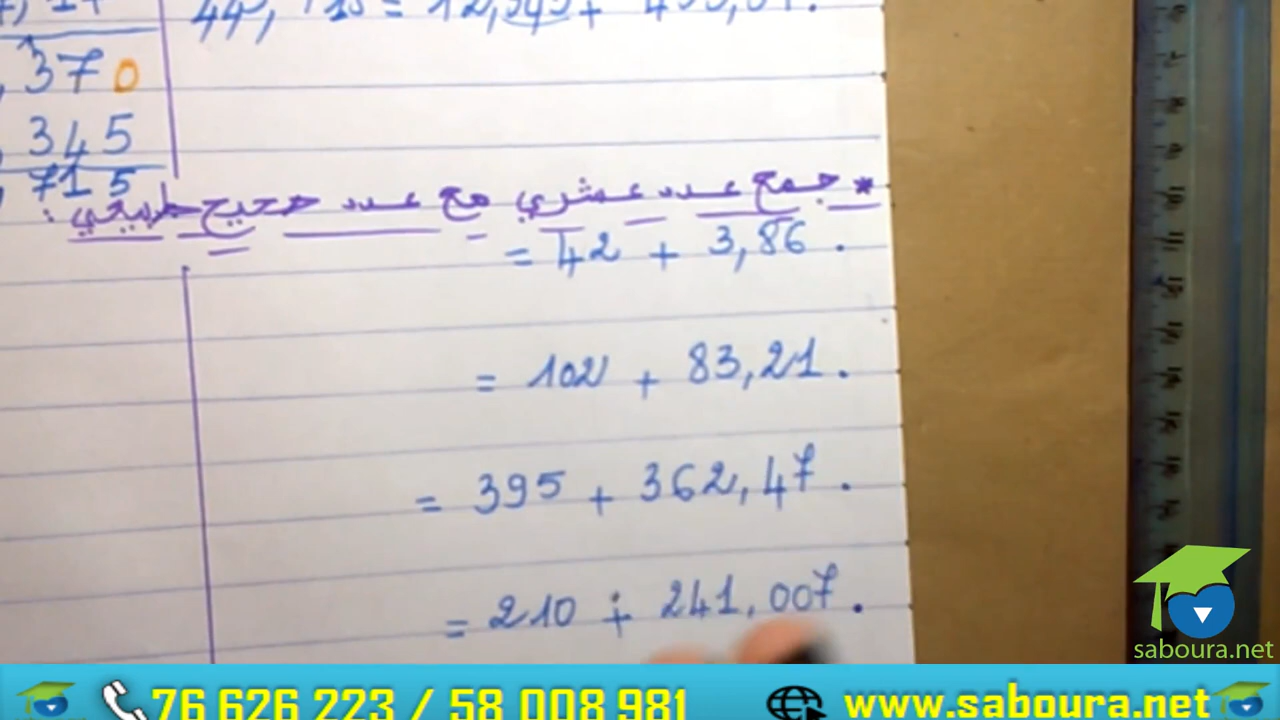 370
345
715
* جمع عدد عشري مع عدد صحيح طبيعي :
= 42 + 3,86 .
= 102 + 83,21 .
= 395 + 362,47 .
= 210 + 241,007 .
saboura.net
76 626 223 / 58 008 981
www.saboura.net